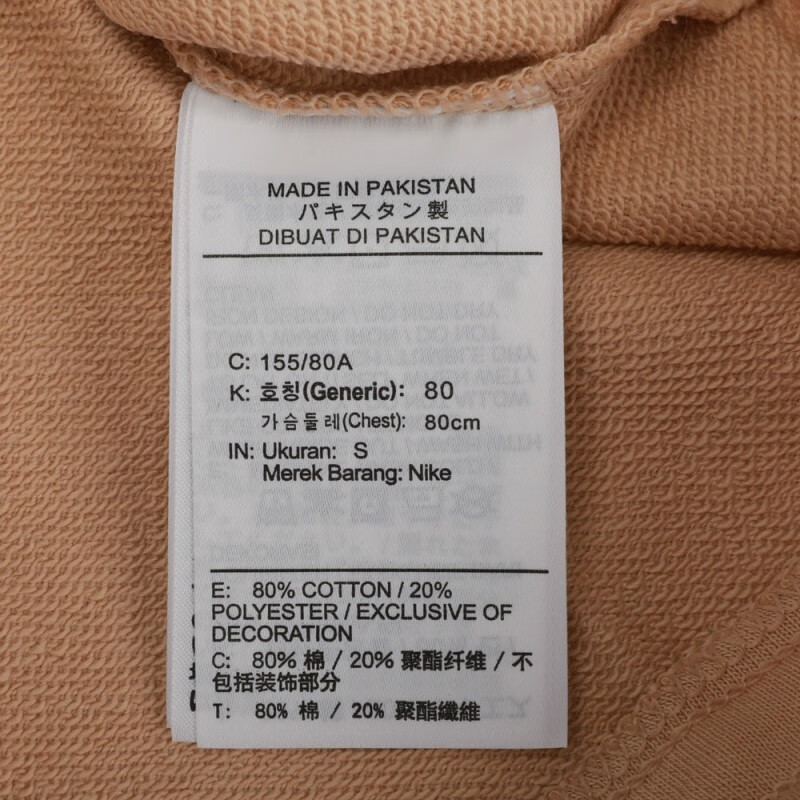 MADE IN PAKISTAN
パキスタン製
DIBUAT DI PAKISTAN
C: 155/80A
K: 호칭(Generic): 80
가슴둘레(Chest): 80cm
IN: Ukuran: S
Merek Barang: Nike
E: 80% COTTON / 20%
POLYESTER / EXCLUSIVE OF
DECORATION
C: 80% 棉 / 20% 聚酯纤维 / 不
包括装饰部分
T: 80% 棉 / 20% 聚酯纖維